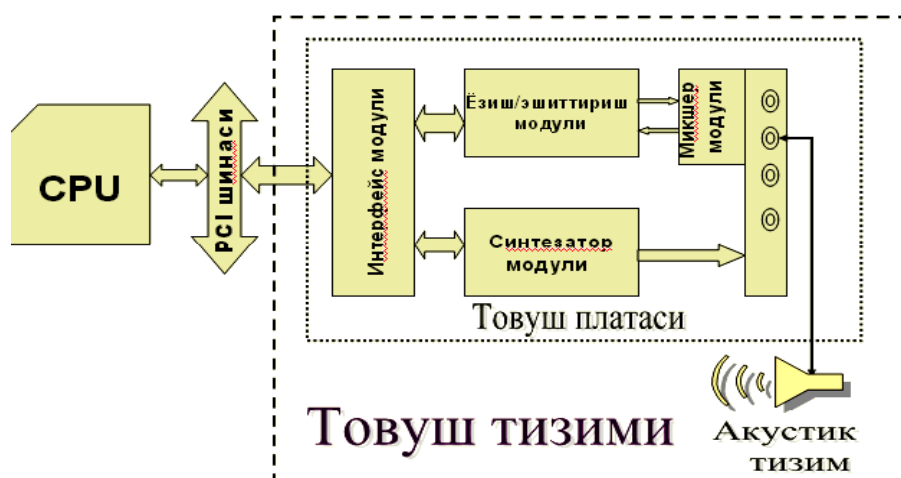 CPU
PCI шинаси
Интерфейс модули
Ёзиш/эшиттириш
модули
Микшер
модули
Синтезатор
модули
Товуш платаси
Товуш тизими
Акустик
тизим